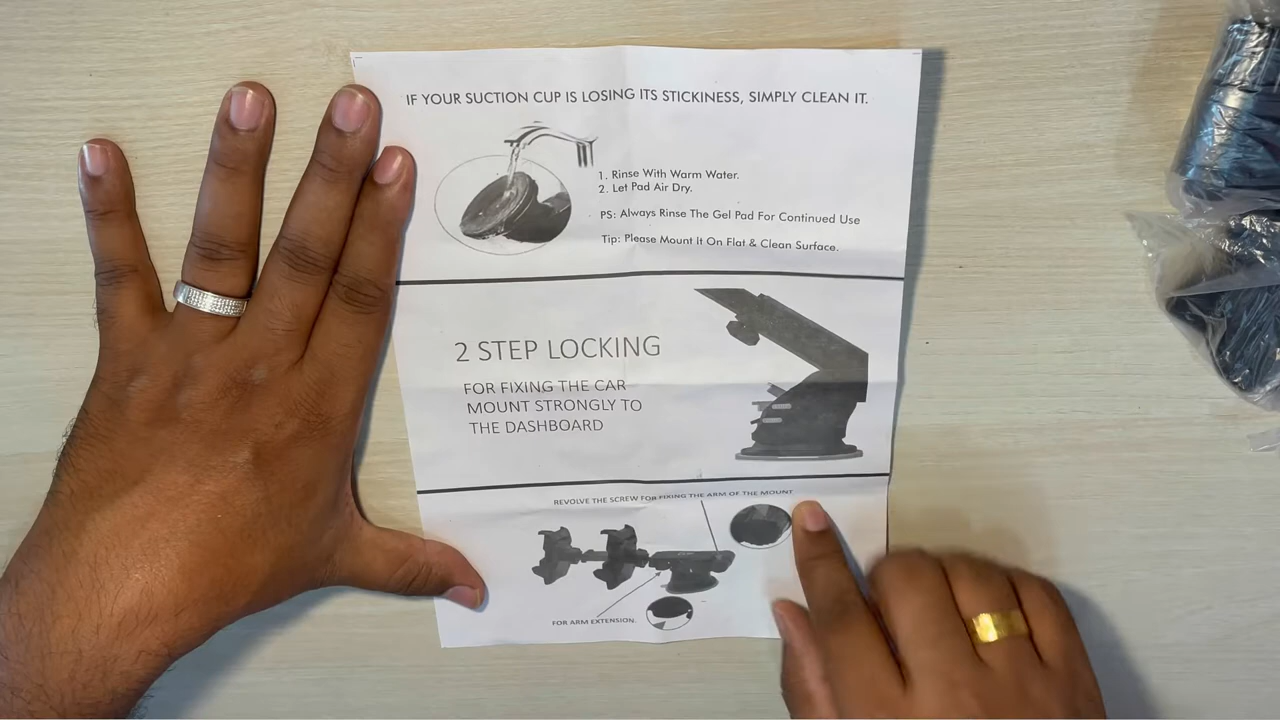 IF YOUR SUCTION CUP IS LOSING ITS STICKINESS, SIMPLY CLEAN IT.
1. Rinse With Warm Water.
2. Let Pad Air Dry.
PS: Always Rinse The Gel Pad For Continued Use
Tip: Please Mount It On Flat & Clean Surface.
2 STEP LOCKING
FOR FIXING THE CAR
MOUNT STRONGLY TO
THE DASHBOARD
REVOLVE THE SCREW FOR FIXING THE ARM OF THE MOUNT
FOR ARM EXTENSION.